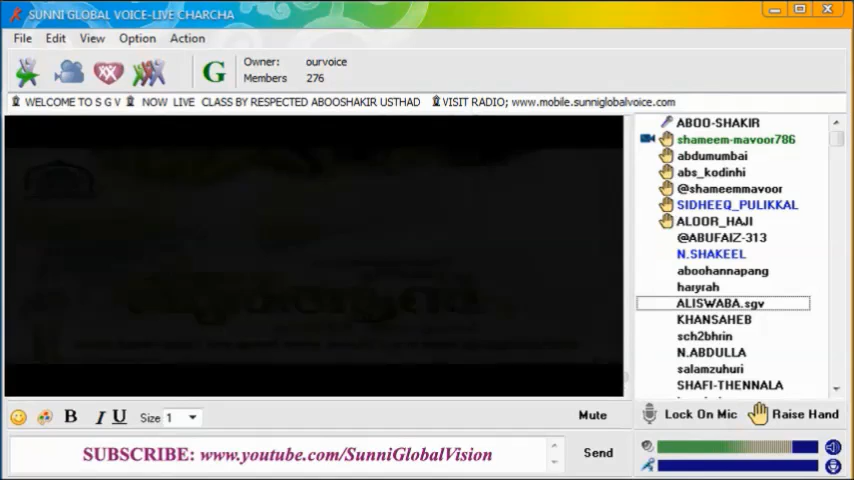 SUNNI GLOBAL VOICE-LIVE CHARCHA
File Edit View Option Action
G
Owner: ourvoice
Members 276
WELCOME TO S G V NOW LIVE CLASS BY RESPECTED ABOOSHAKIR USTHAD VISIT RADIO; www.mobile.sunniglobalvoice.com
ABOO-SHAKIR
shameem-mavoor786
abdumumbai
abs_kodinhi
@shameemmavoor
SIDHEEQ_PULIKKAL
ALOOR_HAJI
@ABUFAIZ-313
N.SHAKEEL
aboohannapang
haryrah
ALISWABA.sgv
KHANSAHEB
sch2bhrin
N.ABDULLA
salamzuhuri
SHAFI-THENNALA
B I U Size 1 Mute
Lock On Mic Raise Hand
SUBSCRIBE: www.youtube.com/SunniGlobalVision
Send